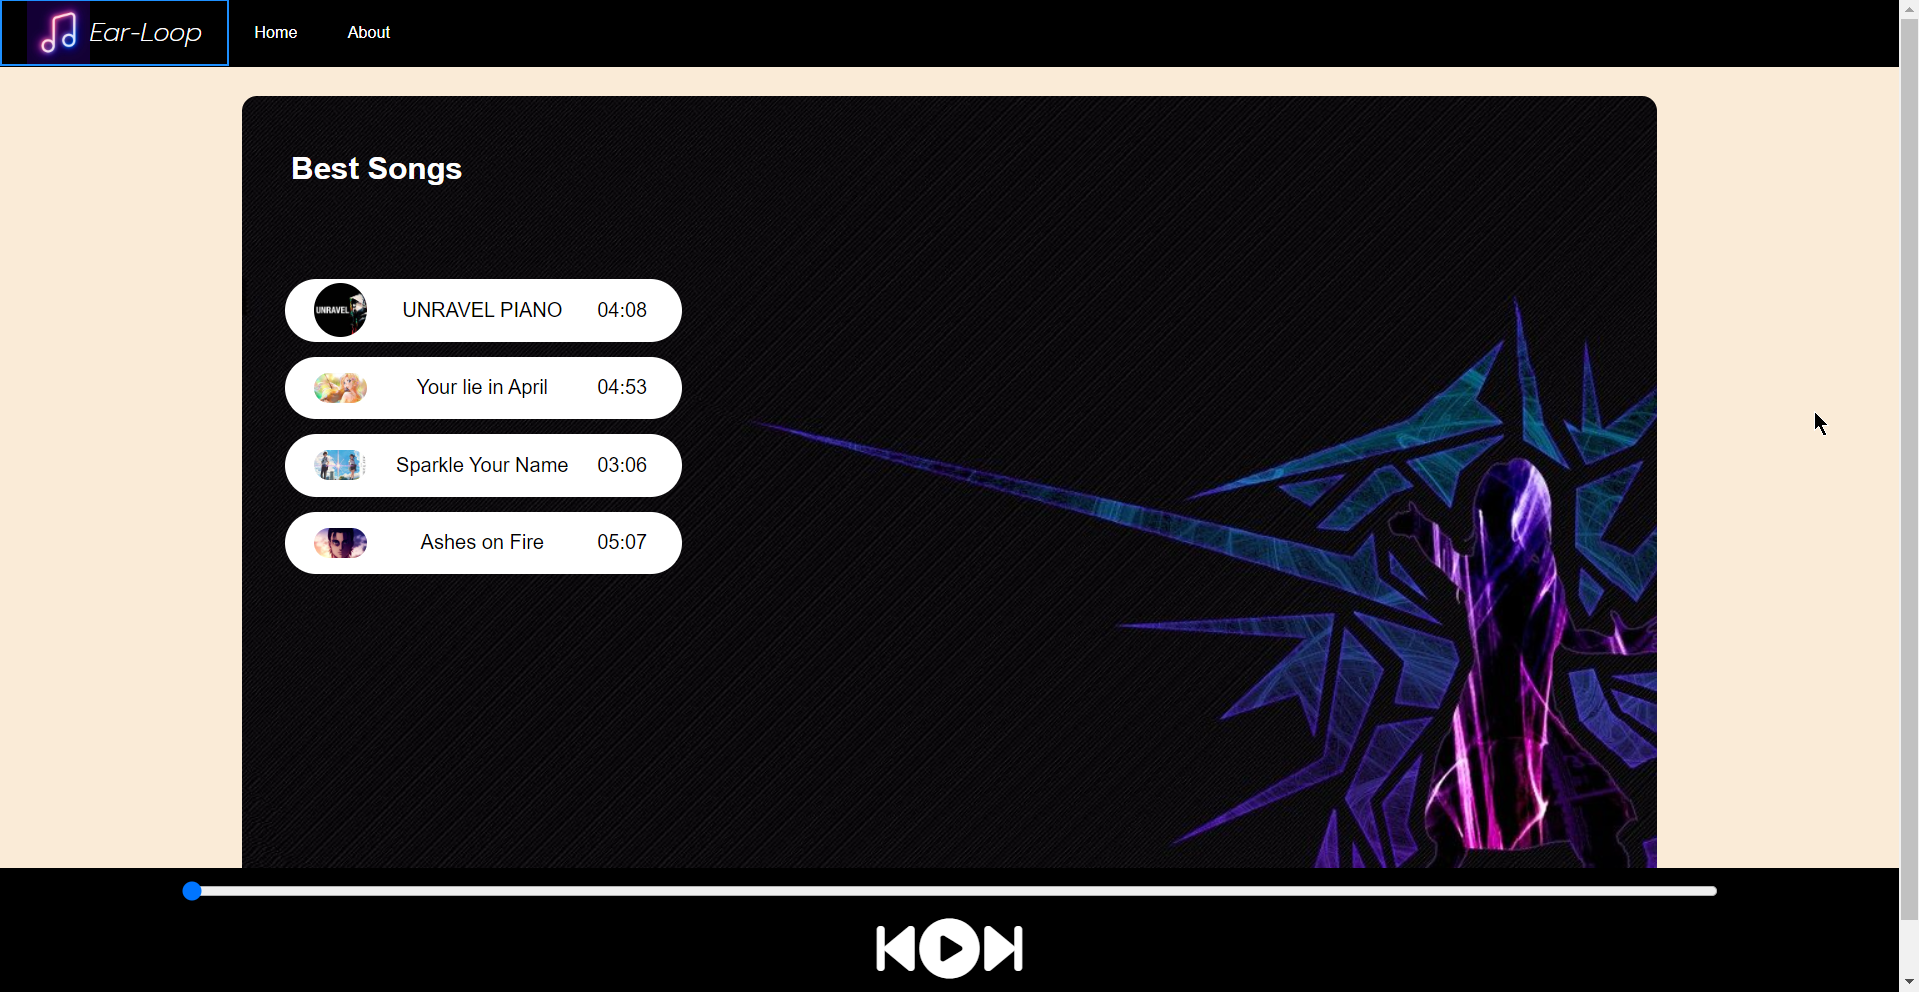 Ear-Loop Home About
Best Songs
UNRAVEL
UNRAVEL PIANO 04:08
Your lie in April 04:53
Sparkle Your Name 03:06
Ashes on Fire 05:07